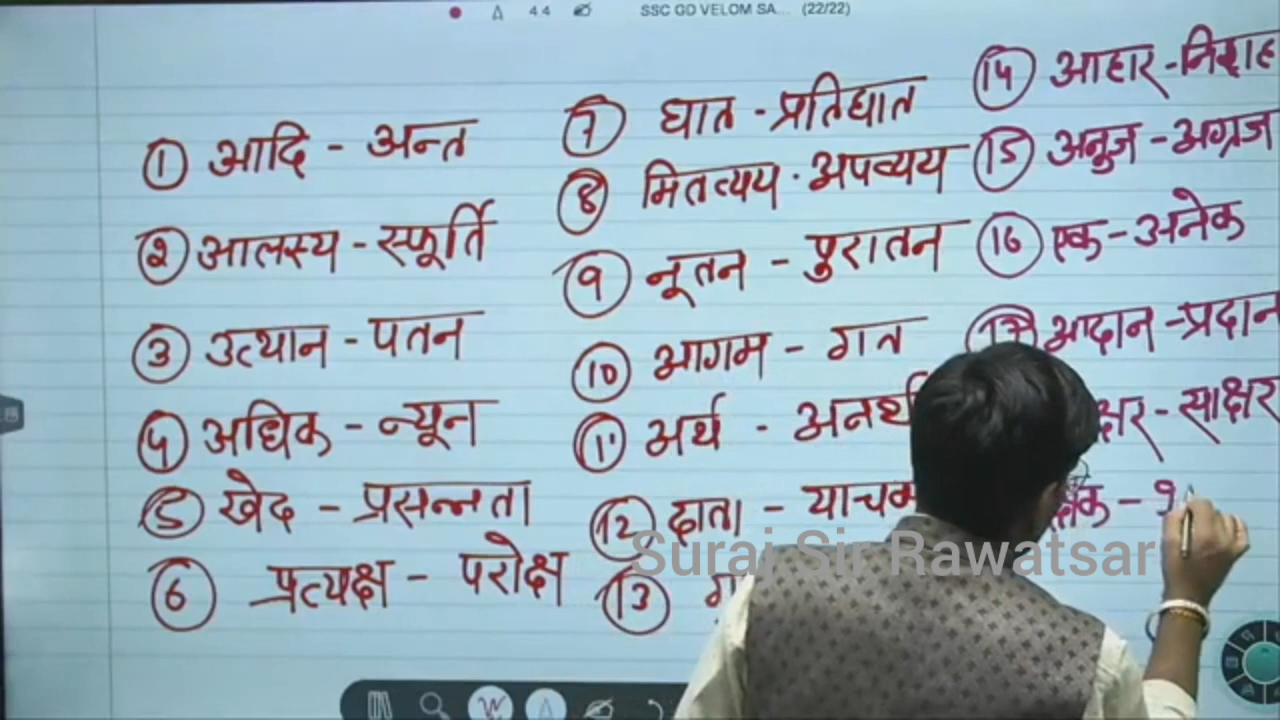 SSC GD VELOM SA... (22/22)
4.4
① आदि - अन्त
② आलस्य - स्फूर्ति
③ उत्थान - पतन
④ अधिक - न्यून
⑤ खेद - प्रसन्नता
⑥ प्रत्यक्ष - परोक्ष
⑦ घात - प्रतिघात
⑧ मितव्यय - अपव्यय
⑨ नूतन - पुरातन
⑩ आगम - गत
⑪ अर्थ - अनर्थ
⑫ दाता - याचक
⑬
⑭ आहार -
⑮ अनुज - अग्रज
⑯ एक - अनेक
⑰ आदान - प्रदान
- साक्षर
Suraj Sir Rawatsar